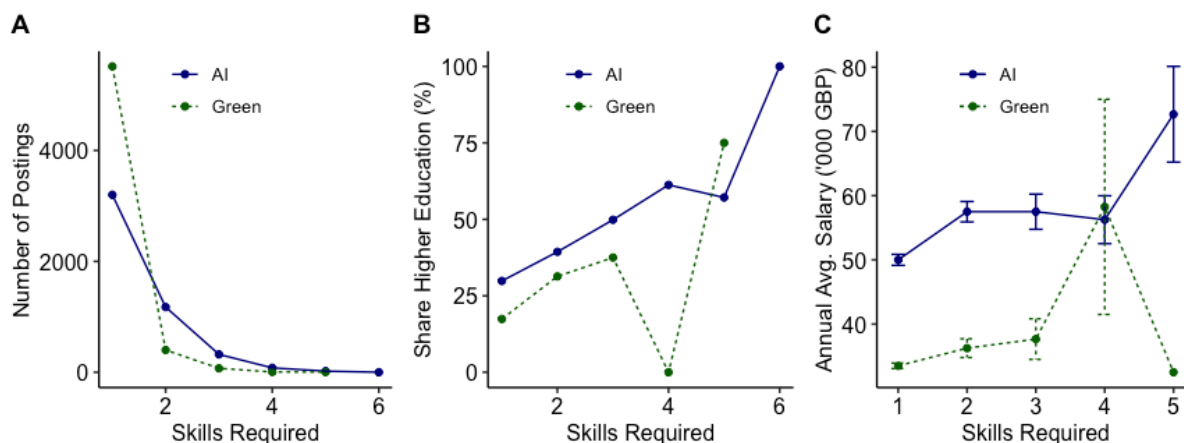 A
AI
Green
Number of Postings
4000
2000
0
2
4
6
Skills Required
B
AI
Green
Share Higher Education (%)
100
75
50
25
0
2
4
6
Skills Required
C
AI
Green
Annual Avg. Salary ('000 GBP)
80
70
60
50
40
1
2
3
4
5
Skills Required